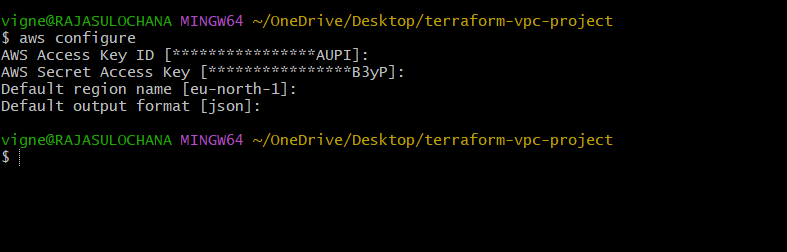 vigne@RAJASULOCHANA MINGW64 ~/OneDrive/Desktop/terraform-vpc-project
$ aws configure
AWS Access Key ID [****************AUPI]:
AWS Secret Access Key [****************B3yP]:
Default region name [eu-north-1]:
Default output format [json]:
vigne@RAJASULOCHANA MINGW64 ~/OneDrive/Desktop/terraform-vpc-project
$